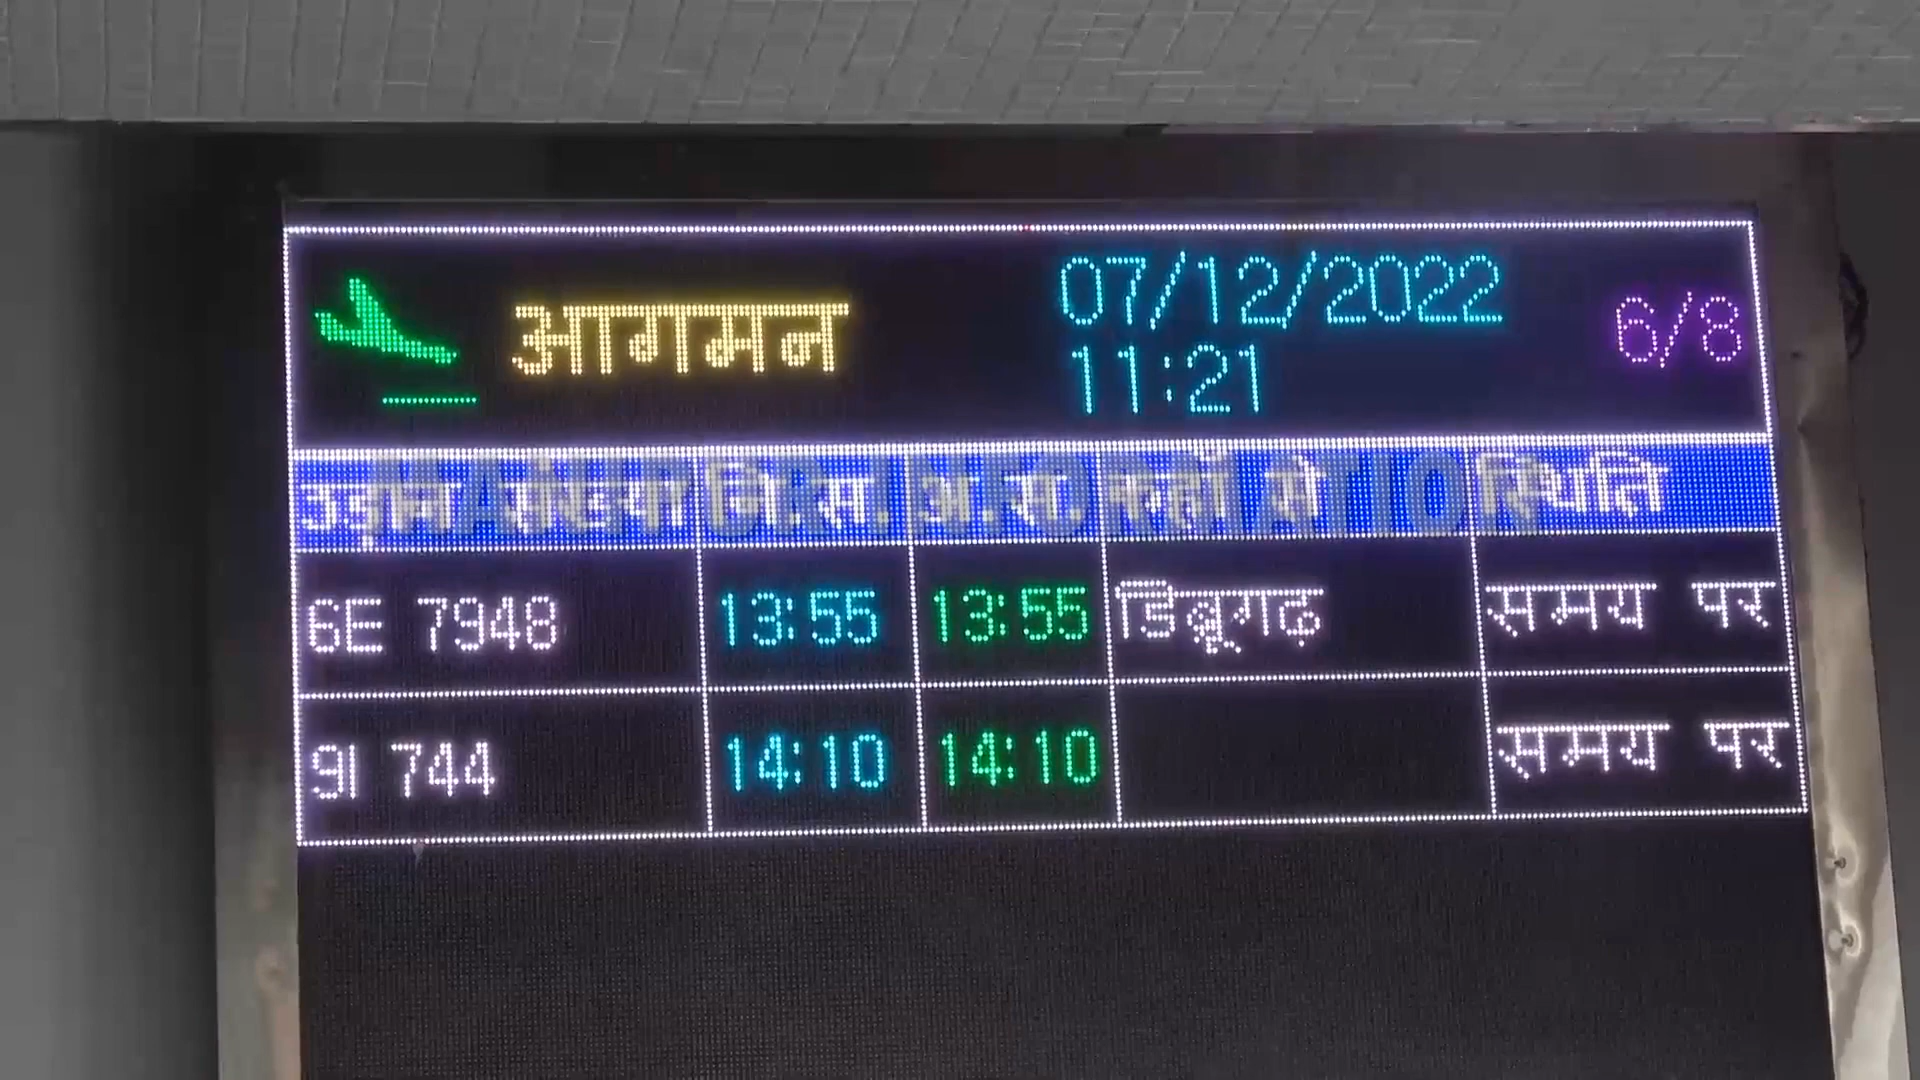 आगमन
07/12/2022
11:21
6/8
उड़ान संख्या नि.स. अ.स. कहाँ से स्थिति
6E 7948 13:55 13:55 डिब्रूगढ़ समय पर
9I 744 14:10 14:10 समय पर